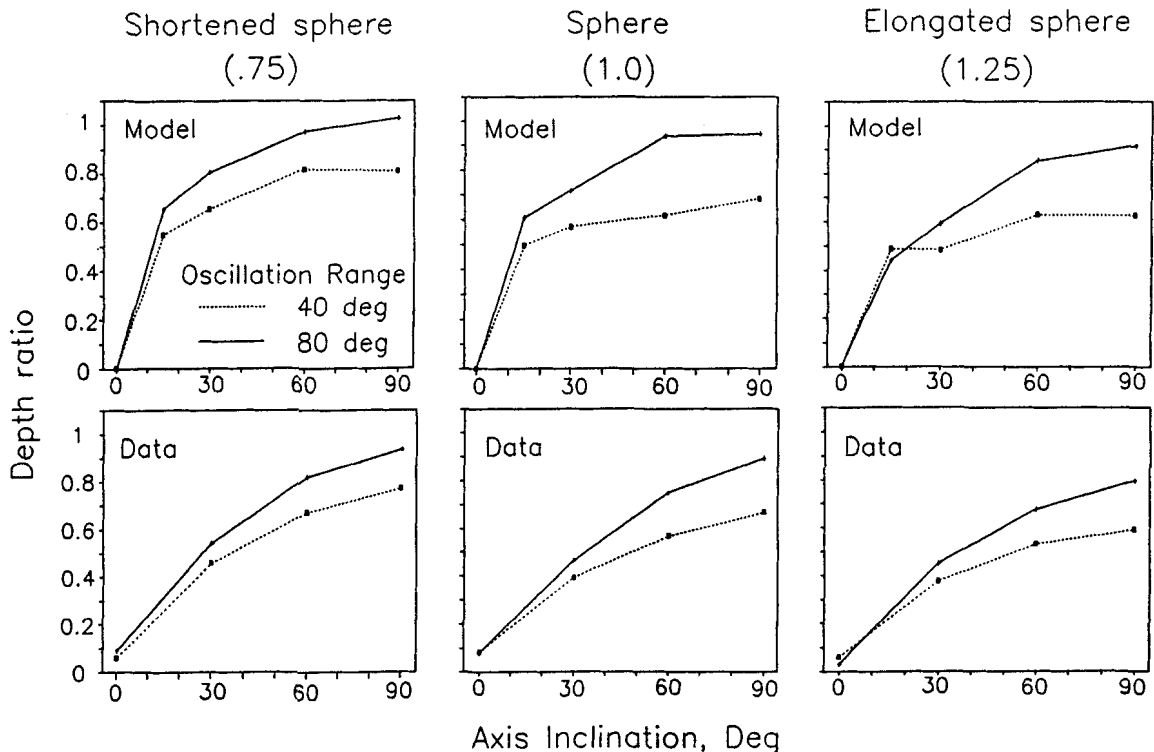 Shortened sphere
(.75)
Sphere
(1.0)
Elongated sphere
(1.25)
Depth ratio
1
0.8
0.6
0.4
0.2
0
Model
Oscillation Range
40 deg
80 deg
0 30 60 90
Model
0 30 60 90
Model
0 30 60 90
1
0.8
0.6
0.4
0.2
0
Data
0 30 60 90
Data
0 30 60 90
Data
0 30 60 90
Axis Inclination, Deg